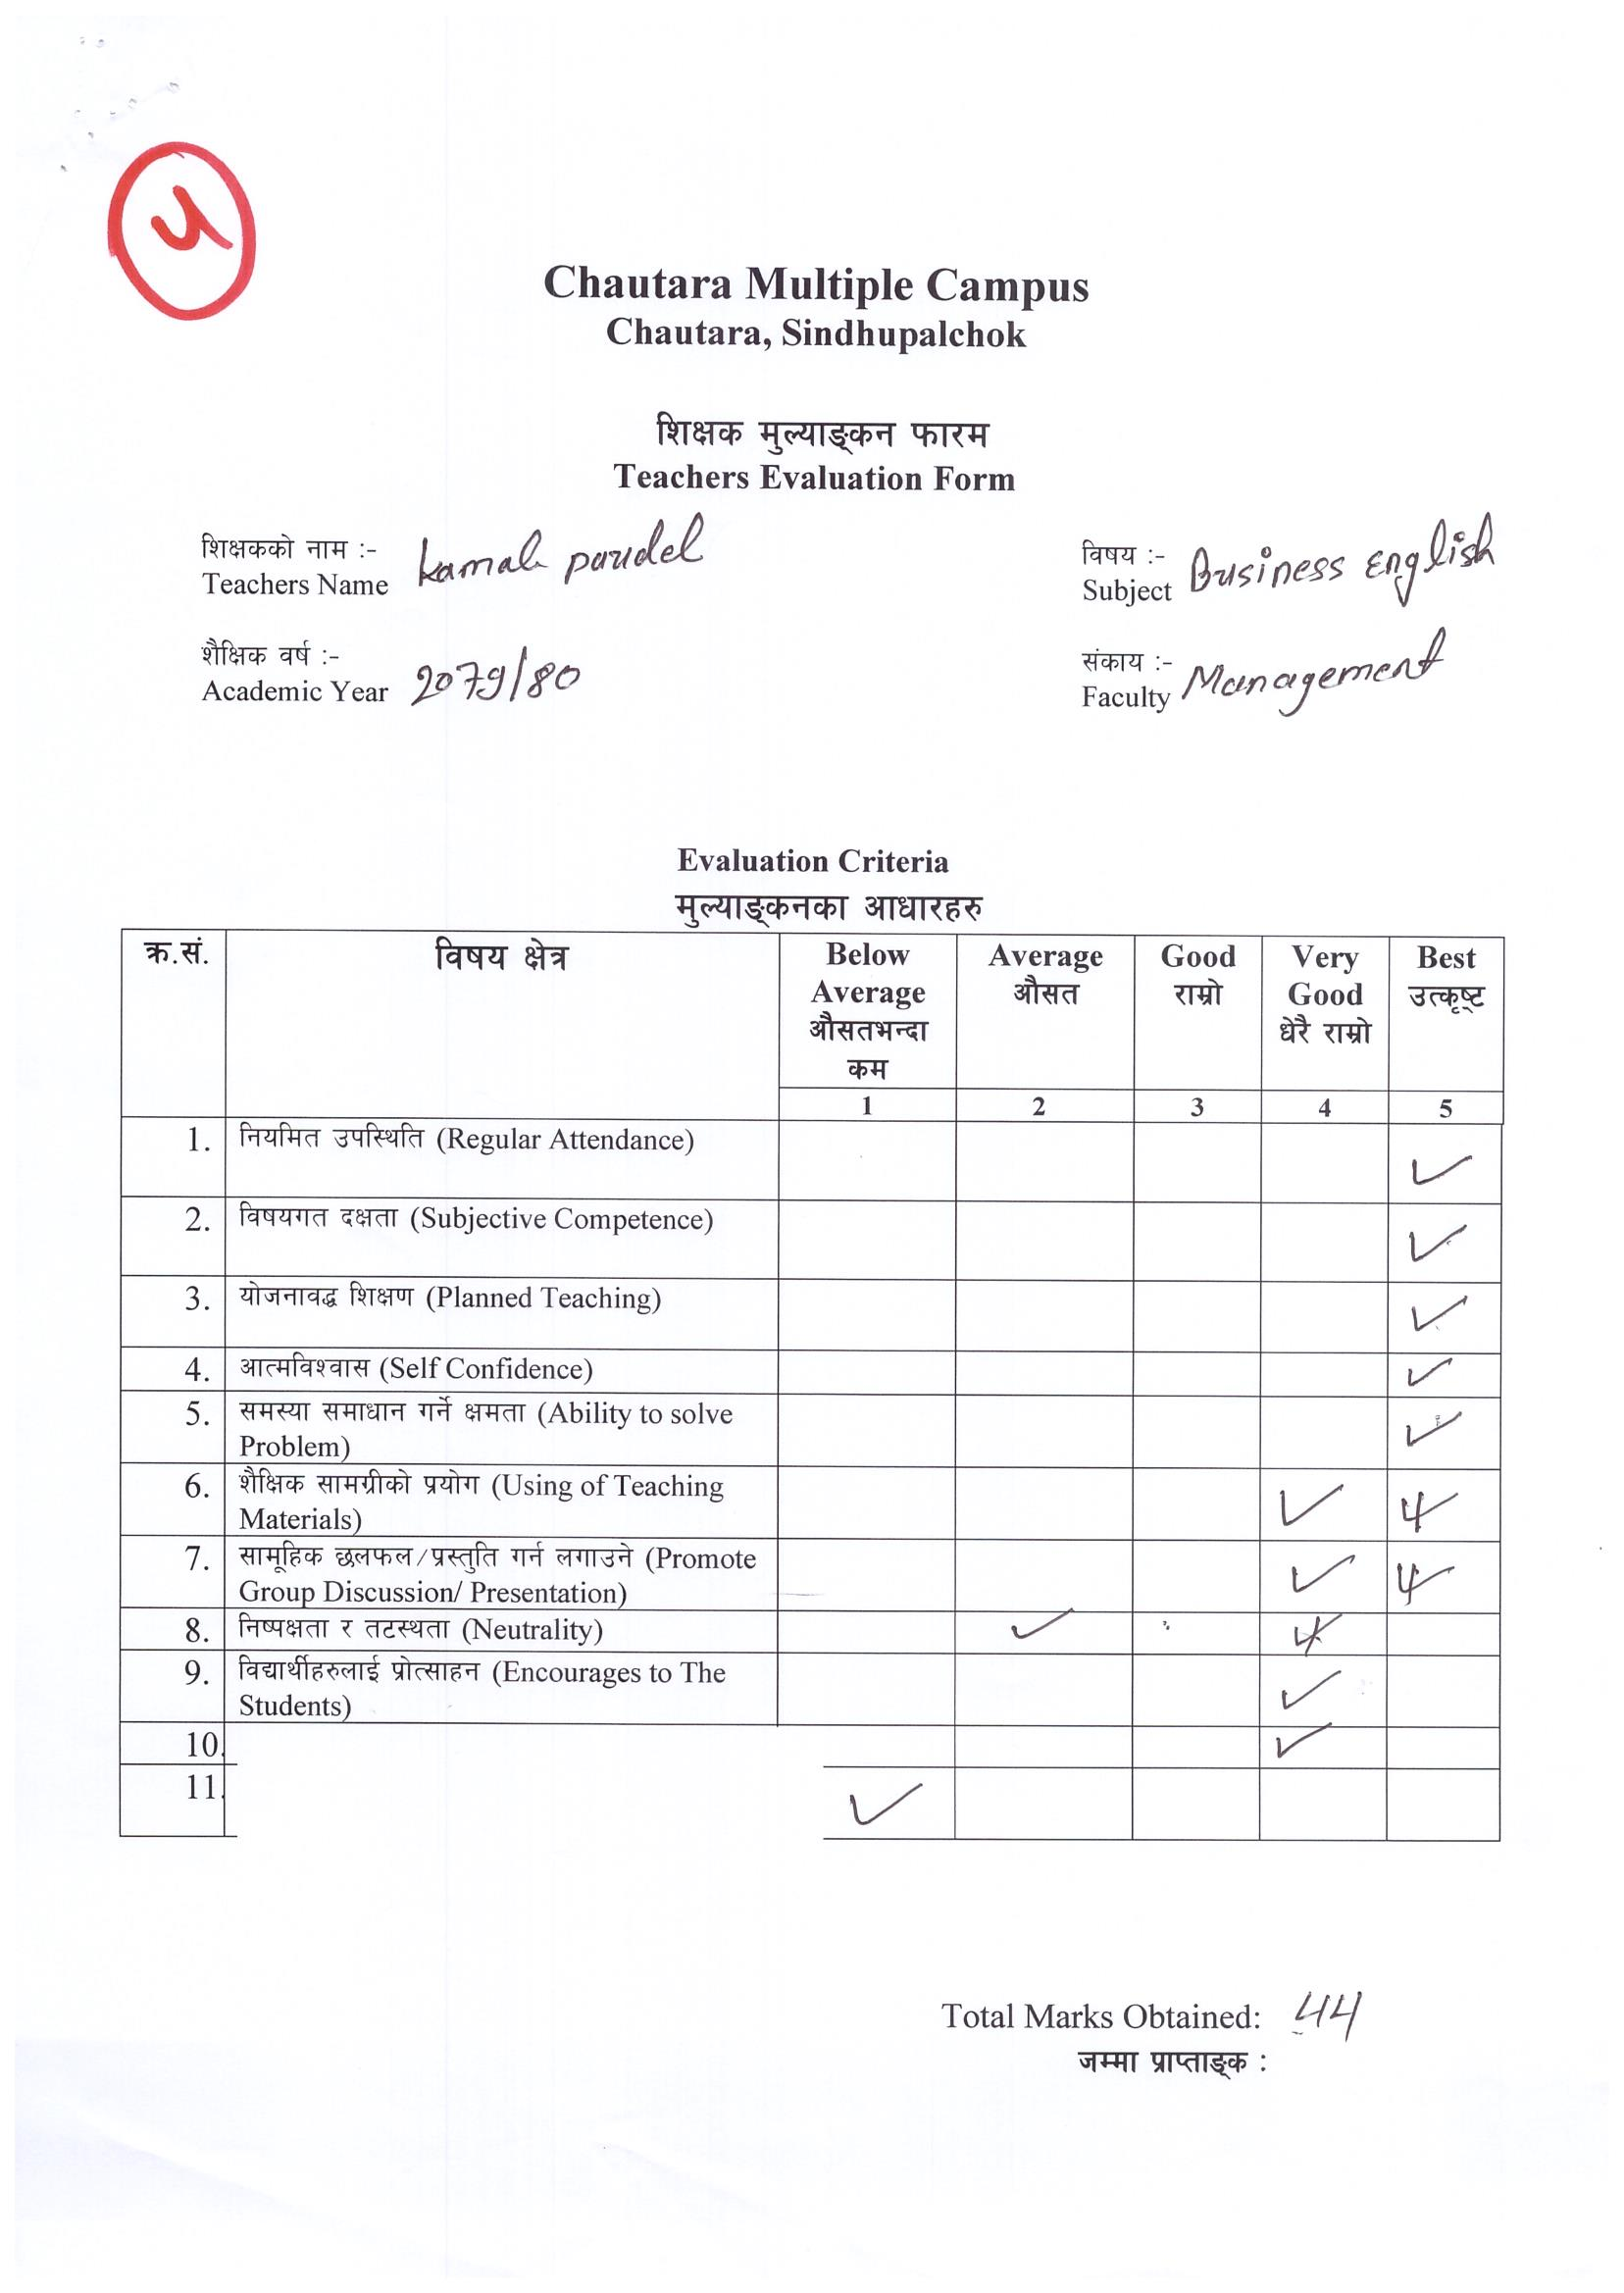 ५
Chautara Multiple Campus
Chautara, Sindhupalchok
शिक्षक मुल्याङ्कन फारम
Teachers Evaluation Form
शिक्षकको नाम :- Kamal paudel विषय :- Business English
Teachers Name Subject
शैक्षिक वर्ष :- 2079/80 संकाय :- Management
Academic Year Faculty
Evaluation Criteria
मुल्याङ्कनका आधारहरु
क्र.सं. विषय क्षेत्र Below Average Good Very Best
Average औसत राम्रो Good उत्कृष्ट
औसतभन्दा धेरै राम्रो
कम
1 2 3 4 5
1. नियमित उपस्थिति (Regular Attendance) ✓
2. विषयगत दक्षता (Subjective Competence) ✓
3. योजनावद्ध शिक्षण (Planned Teaching) ✓
4. आत्मविश्वास (Self Confidence) ✓
5. समस्या समाधान गर्ने क्षमता (Ability to solve ✓
Problem)
6. शैक्षिक सामग्रीको प्रयोग (Using of Teaching ✓
Materials)
7. सामूहिक छलफल/प्रस्तुति गर्न लगाउने (Promote ✓
Group Discussion/ Presentation)
8. निष्पक्षता र तटस्थता (Neutrality) ✓
9. विद्यार्थीहरुलाई प्रोत्साहन (Encourages to The ✓
Students)
10. ✓
11. ✓
Total Marks Obtained: 44
जम्मा प्राप्ताङ्क :